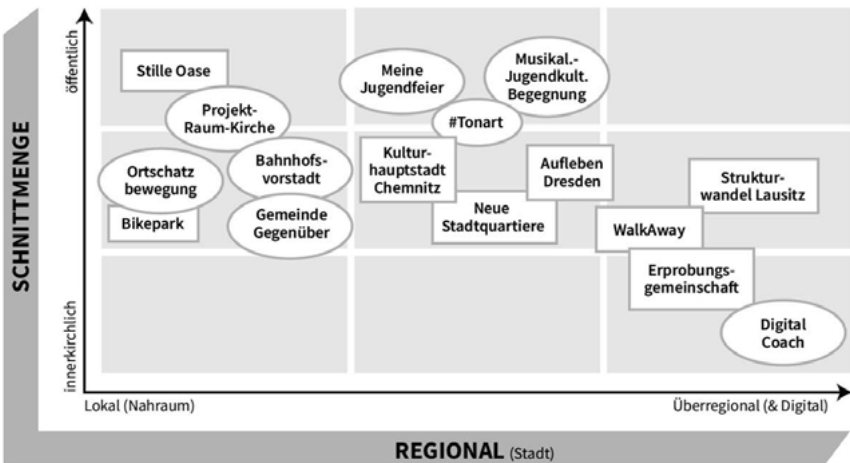 SCHNITTMENGE
öffentlich
innerkirchlich
Stille Oase
Projekt-
Raum-Kirche
Ortschatz
bewegung
Bikepark
Bahnhofs-
vorstadt
Gemeinde
Gegenüber
Meine
Jugendfeier
Musikal.-
Jugendkult.
Begegnung
#Tonart
Kultur-
hauptstadt
Chemnitz
Aufleben
Dresden
Neue
Stadtquartiere
Struktur-
wandel Lausitz
WalkAway
Erprobungs-
gemeinschaft
Digital
Coach
Lokal (Nahraum)
Überregional (& Digital)
REGIONAL (Stadt)